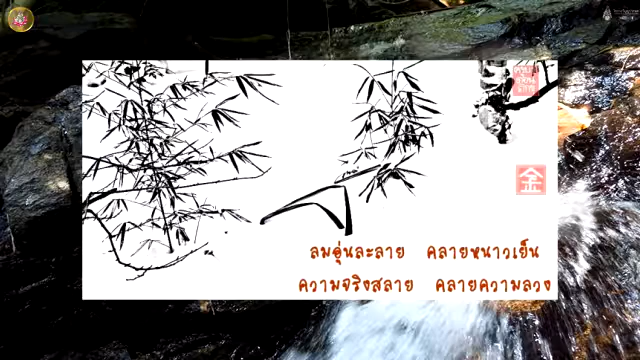 金
ลมอุ่นละลาย คลายหนาวเย็น
ความจริงสลาย คลายความลวง